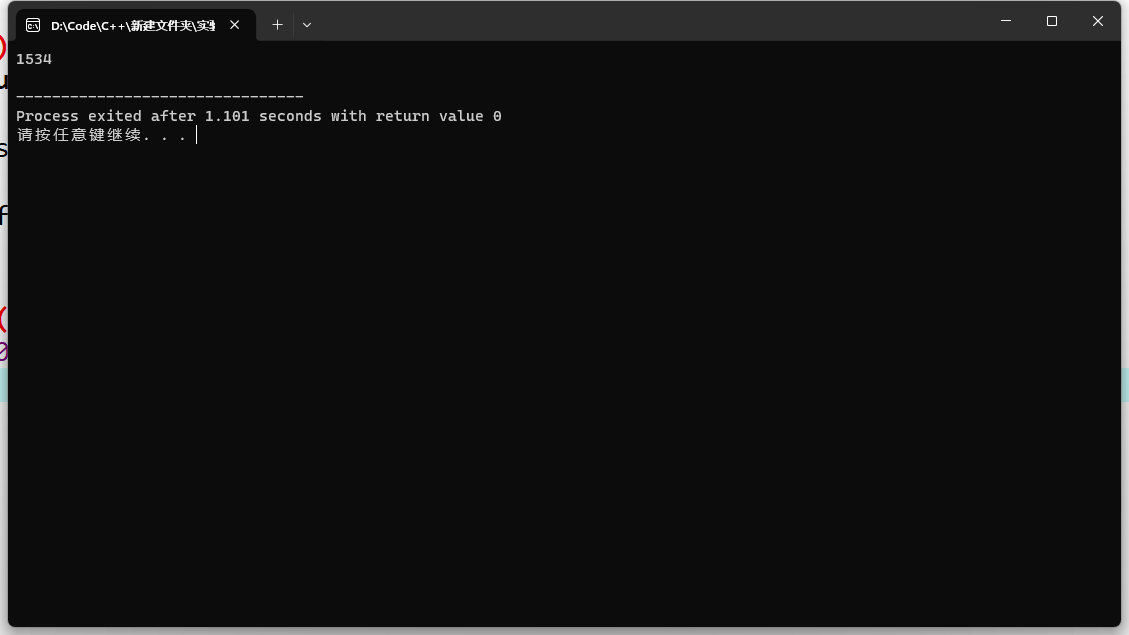 D:\Code\C++\新建文件夹\实
1534
--------------------------------
Process exited after 1.101 seconds with return value 0
请按任意键继续. . .